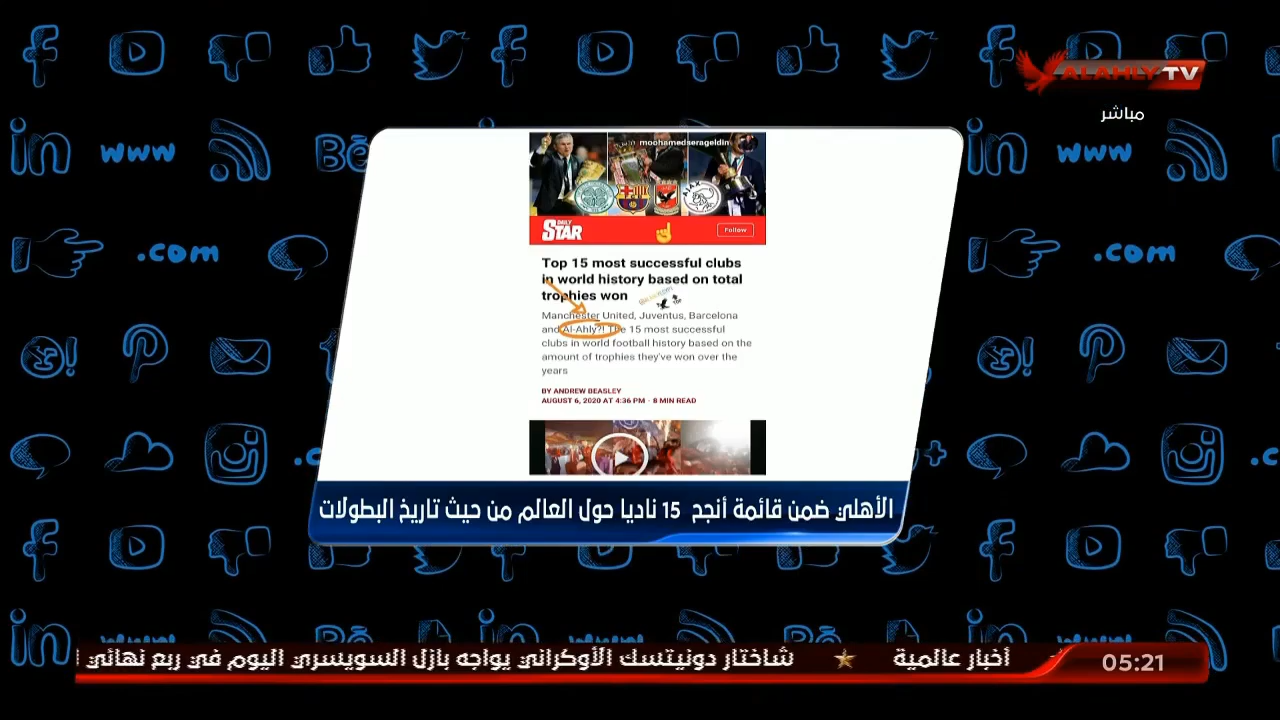 ALAHLY TV
مباشر
moohamedserageldin
DAILY
STAR
Follow
Top 15 most successful clubs
in world history based on total
trophies won
Manchester United, Juventus, Barcelona
and Al-Ahly?! The 15 most successful
clubs in world football history based on the
amount of trophies they've won over the
years
BY ANDREW BEASLEY
AUGUST 6, 2020 AT 4:36 PM · 8 MIN READ
الأهلي ضمن قائمة أنجح 15 ناديا حول العالم من حيث تاريخ البطولات
أخبار عالمية
شاختار دونيتسك الأوكراني يواجه بازل السويسري اليوم في ربع نهائي
05:21